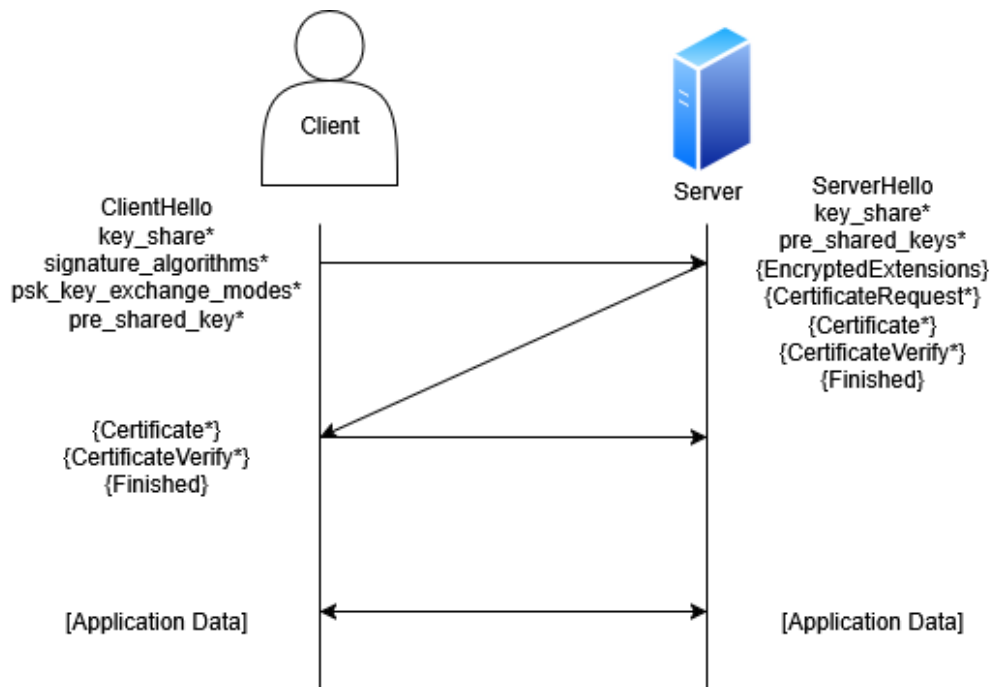 Client
Server
ClientHello
key_share*
signature_algorithms*
psk_key_exchange_modes*
pre_shared_key*
ServerHello
key_share*
pre_shared_keys*
{EncryptedExtensions}
{CertificateRequest*}
{Certificate*}
{CertificateVerify*}
{Finished}
{Certificate*}
{CertificateVerify*}
{Finished}
[Application Data]
[Application Data]